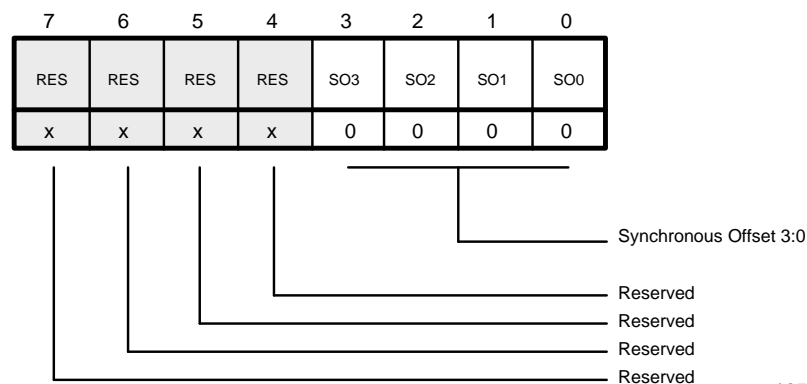 7 6 5 4 3 2 1 0
RES RES RES RES SO3 SO2 SO1 SO0
x x x x 0 0 0 0
Synchronous Offset 3:0
Reserved
Reserved
Reserved
Reserved